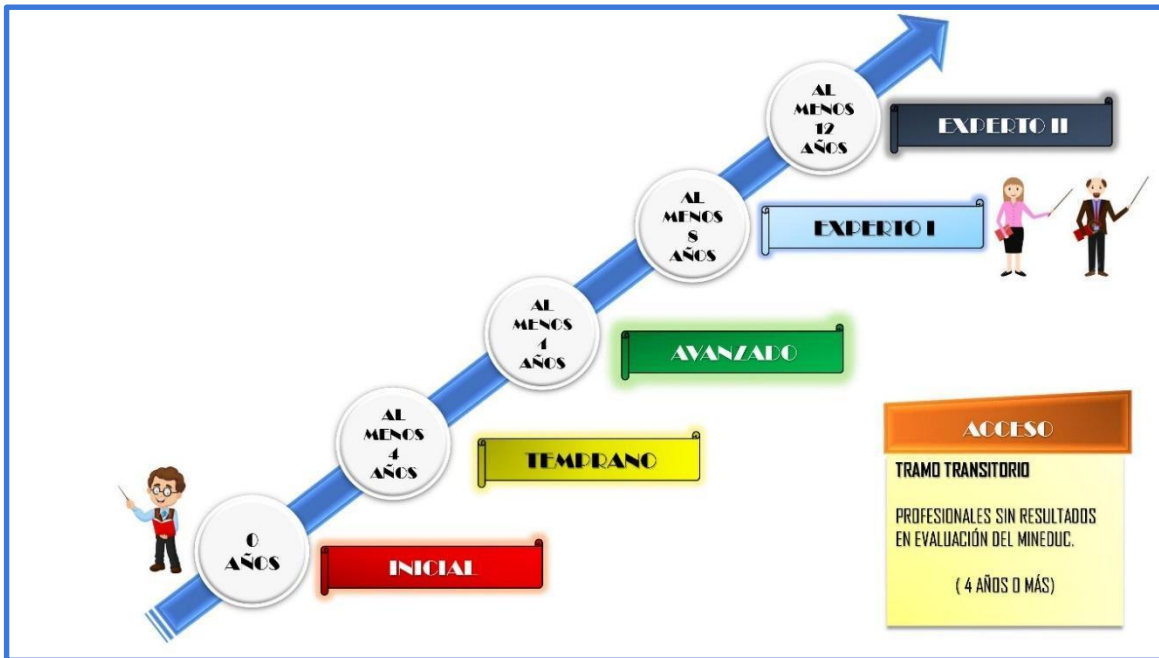 AL
MENOS
12
AÑOS
EXPERTO II
AL
MENOS
8
AÑOS
EXPERTO I
AL
MENOS
4
AÑOS
AVANZADO
AL
MENOS
4
AÑOS
TEMPRANO
0
AÑOS
INICIAL
ACCESO
TRAMO TRANSITORIO
PROFESIONALES SIN RESULTADOS
EN EVALUACIÓN DEL MINEDUC.
( 4 AÑOS O MÁS)